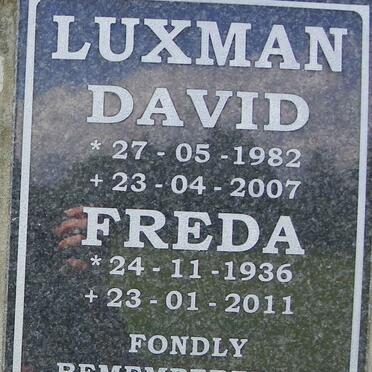 LUXMAN
DAVID
* 27 - 05 - 1982
+ 23 - 04 - 2007
FREDA
* 24 - 11 - 1936
+ 23 - 01 - 2011
FONDLY